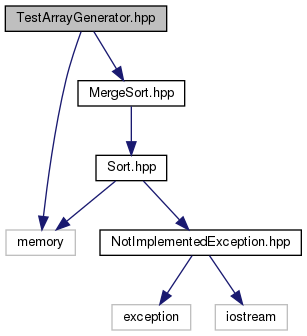 TestArrayGenerator.hpp
MergeSort.hpp
Sort.hpp
memory
NotImplementedException.hpp
exception
iostream